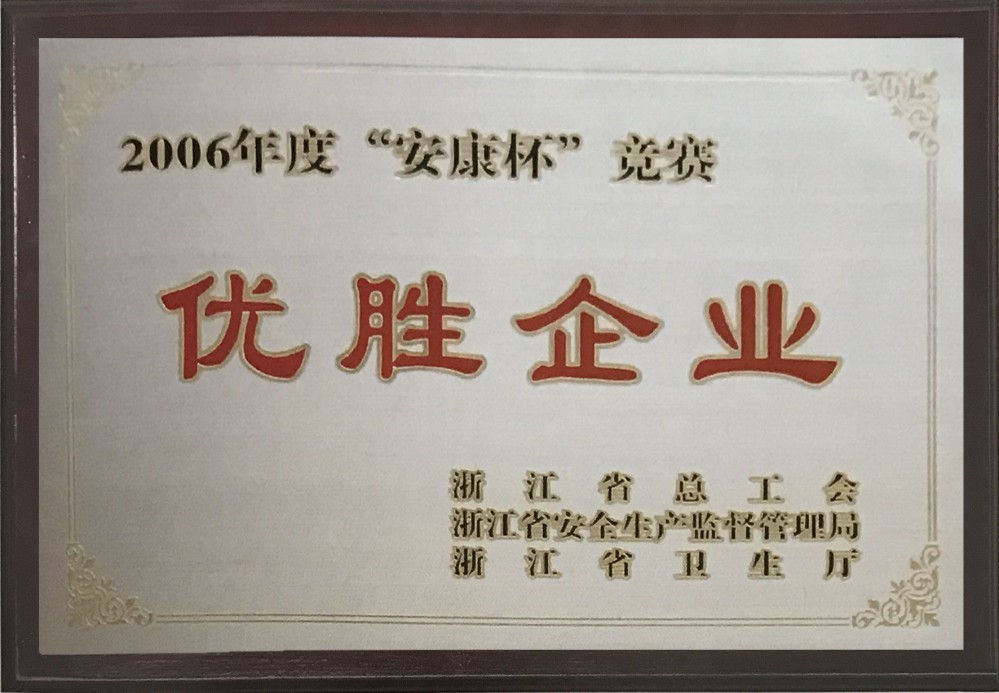 2006年度“安康杯”竞赛
优胜企业
浙江省总工会
浙江省安全生产监督管理局
浙江省卫生厅